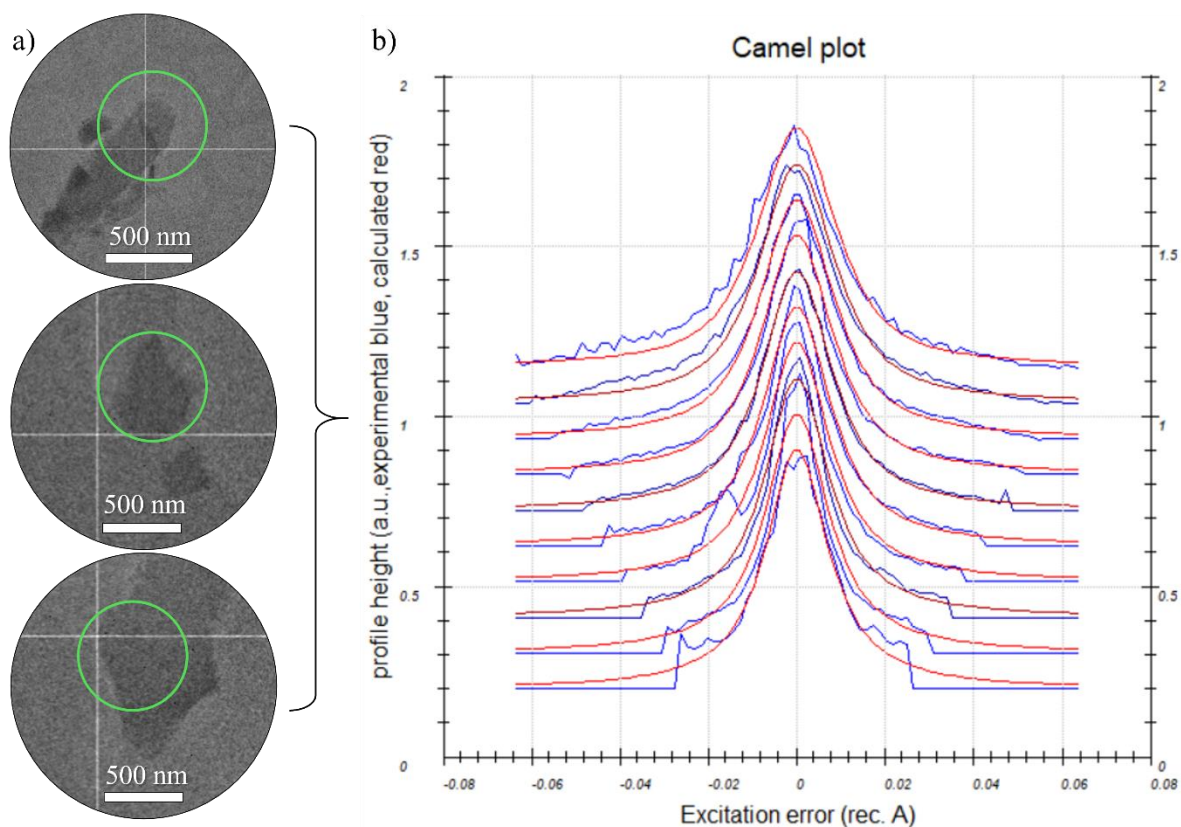 a)
500 nm
500 nm
500 nm
b)
Camel plot
profile height (a.u.,experimental blue, calculated red)
2
1.5
1
0.5
0
2
1.5
1
0.5
0.08
-0.08
-0.06
-0.04
-0.02
0
0.02
0.04
0.06
0.08
Excitation error (rec. A)